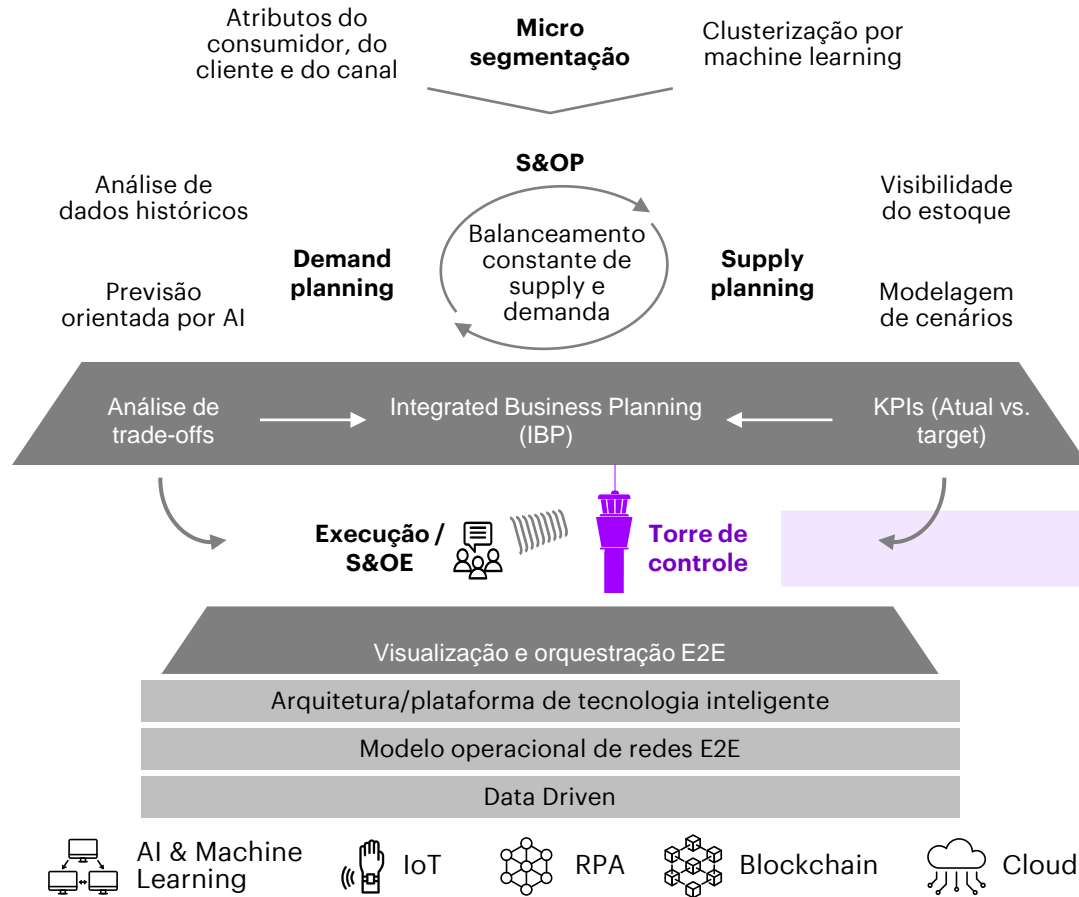 Atributos do
consumidor, do
cliente e do canal
Micro
segmentação
Clusterização por
machine learning
S&OP
Análise de
dados históricos
Previsão
orientada por AI
Demand
planning
Balanceamento
constante de
supply e
demanda
Supply
planning
Visibilidade
do estoque
Modelagem
de cenários
Análise de
trade-offs
Integrated Business Planning
(IBP)
KPIs (Atual vs.
target)
Execução /
S&OE
Torre de
controle
Visualização e orquestração E2E
Arquitetura/plataforma de tecnologia inteligente
Modelo operacional de redes E2E
Data Driven
AI & Machine
Learning
IoT
RPA
Blockchain
Cloud